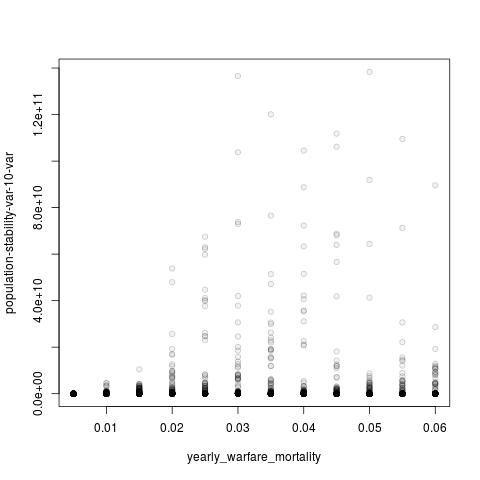 population-stability-var-10-var
1.2e+11
8.0e+10
4.0e+10
0.0e+00
0.01 0.02 0.03 0.04 0.05 0.06
yearly_warfare_mortality